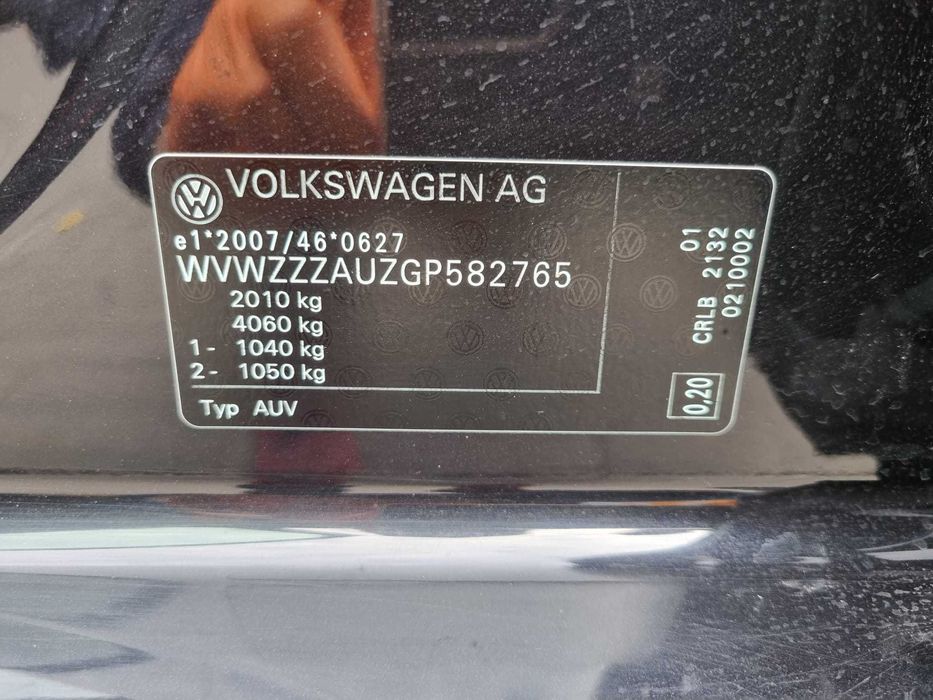 VOLKSWAGEN AG
e1*2007/46*0627
WVWZZZAUZGP582765
2010 kg
4060 kg
1- 1040 kg
2- 1050 kg
Typ AUV
01
CRLB 2132
0210002
0,20